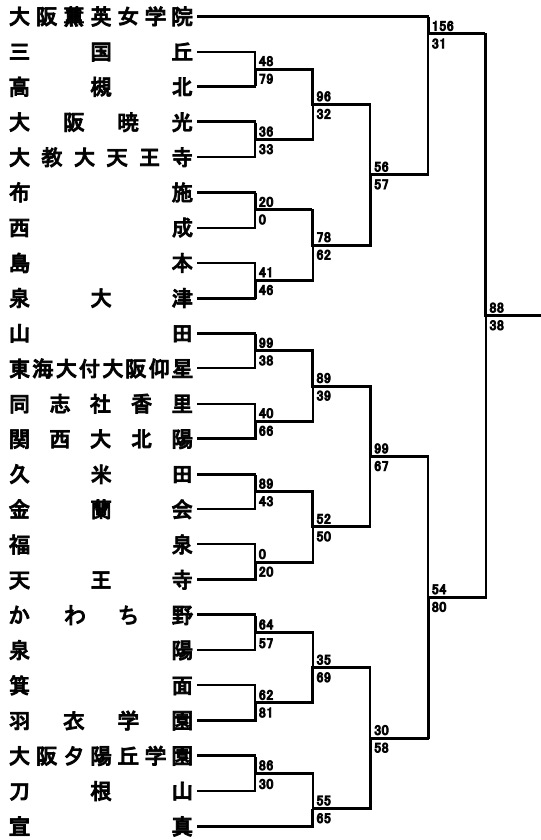 大阪薫英女学院
156
31
三国丘
48
79
高槻北
96
32
大阪暁光
36
33
大教大天王寺
56
57
布施
20
0
西成
78
62
島本
41
46
泉大津
88
38
山田
99
38
東海大付大阪仰星
89
39
同志社香里
40
66
関西大北陽
99
67
久米田
89
43
金蘭会
52
50
福泉
0
20
天王寺
54
80
かわち野
64
57
泉陽
35
69
箕面
62
81
羽衣学園
30
58
大阪夕陽丘学園
86
30
刀根山
55
65
宣真